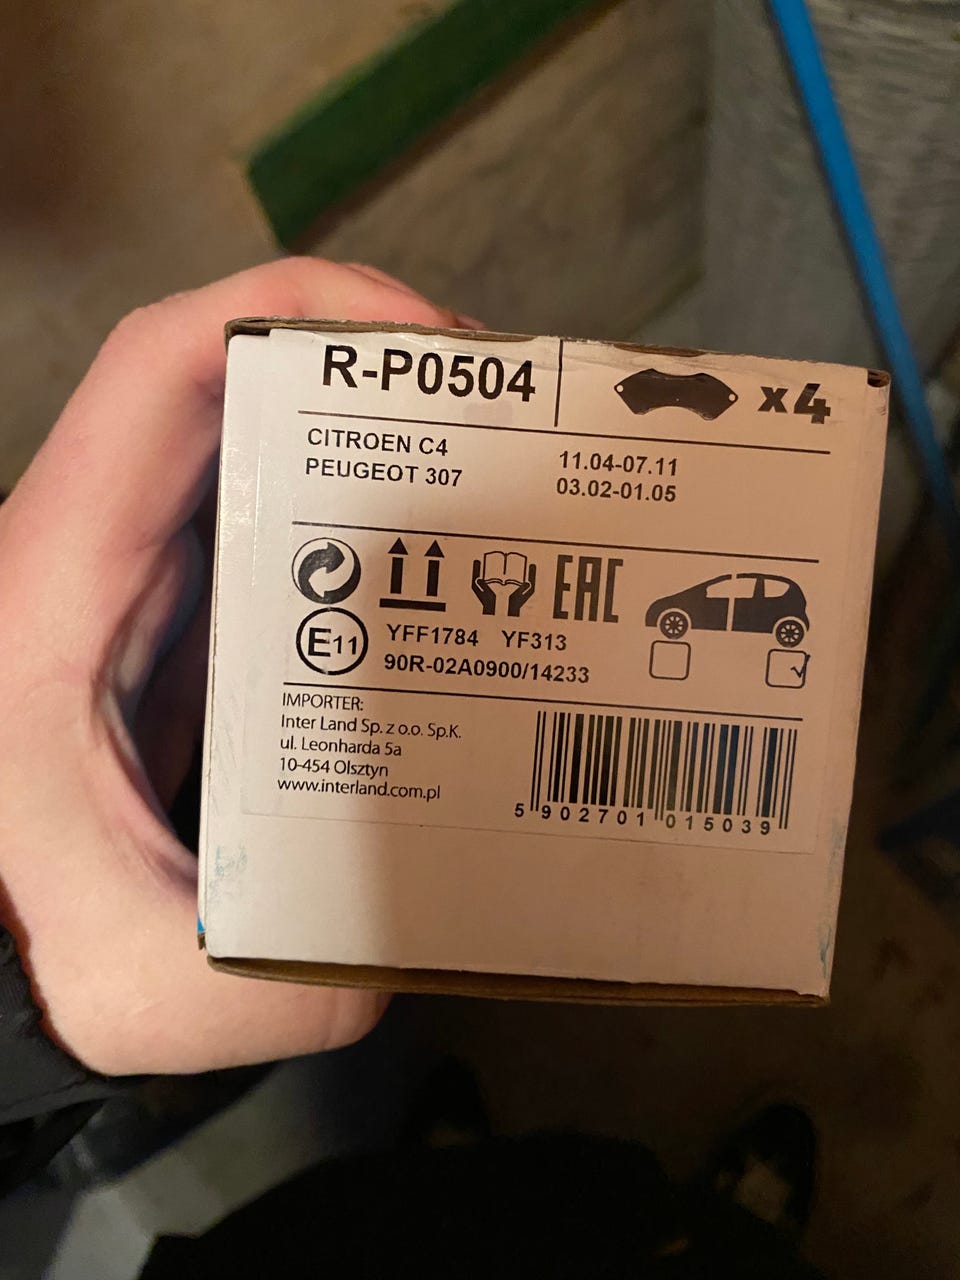 R-P0504
x4
CITROEN C4 11.04-07.11
PEUGEOT 307 03.02-01.05
EAC
E11
YFF1784 YF313
90R-02A0900/14233
IMPORTER:
Inter Land Sp. z o.o. Sp.K.
ul. Leonharda 5a
10-454 Olsztyn
www.interland.com.pl
5 902701 015039